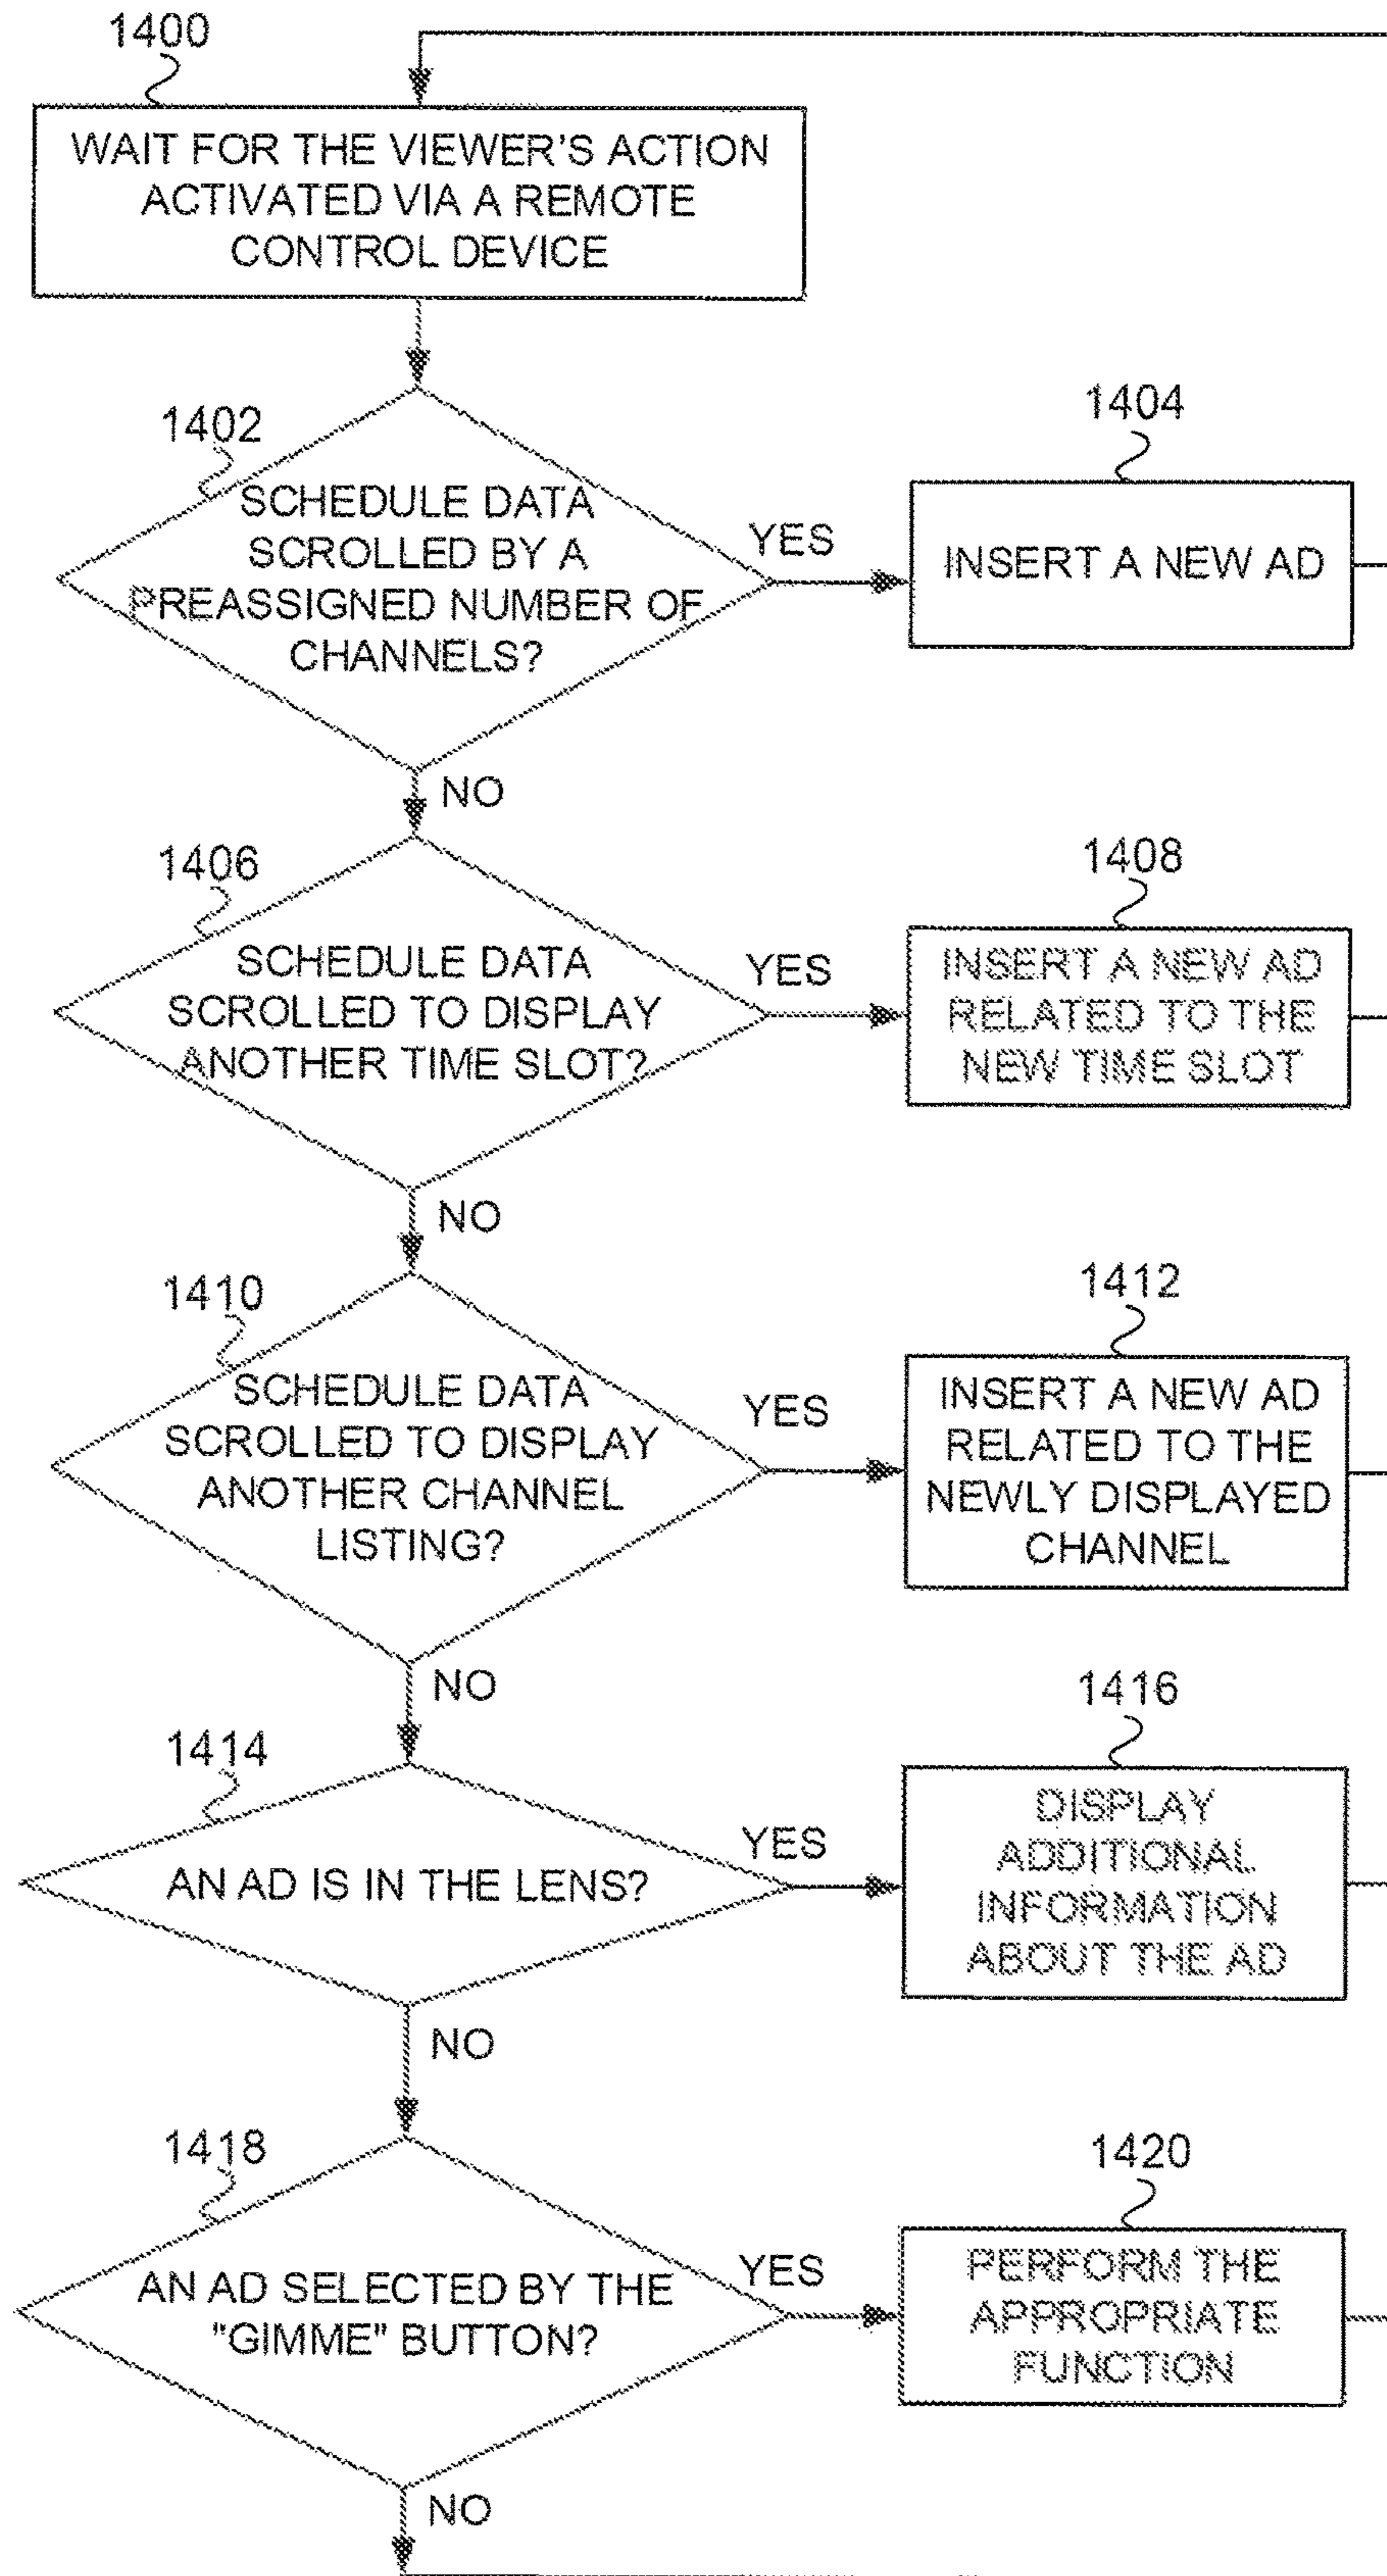 1400
WAIT FOR THE VIEWER'S ACTION
ACTIVATED VIA A REMOTE
CONTROL DEVICE
1402
SCHEDULE DATA
SCROLLED BY A
PREASSIGNED NUMBER OF
CHANNELS?
YES
1404
INSERT A NEW AD
NO
1406
SCHEDULE DATA
SCROLLED TO DISPLAY
ANOTHER TIME SLOT?
YES
1408
INSERT A NEW AD
RELATED TO THE
NEW TIME SLOT
NO
1410
SCHEDULE DATA
SCROLLED TO DISPLAY
ANOTHER CHANNEL
LISTING?
YES
1412
INSERT A NEW AD
RELATED TO THE
NEWLY DISPLAYED
CHANNEL
NO
1414
AN AD IS IN THE LENS?
YES
1416
DISPLAY
ADDITIONAL
INFORMATION
ABOUT THE AD
NO
1418
AN AD SELECTED BY THE
"GIMME" BUTTON?
YES
1420
PERFORM THE
APPROPRIATE
FUNCTION
NO